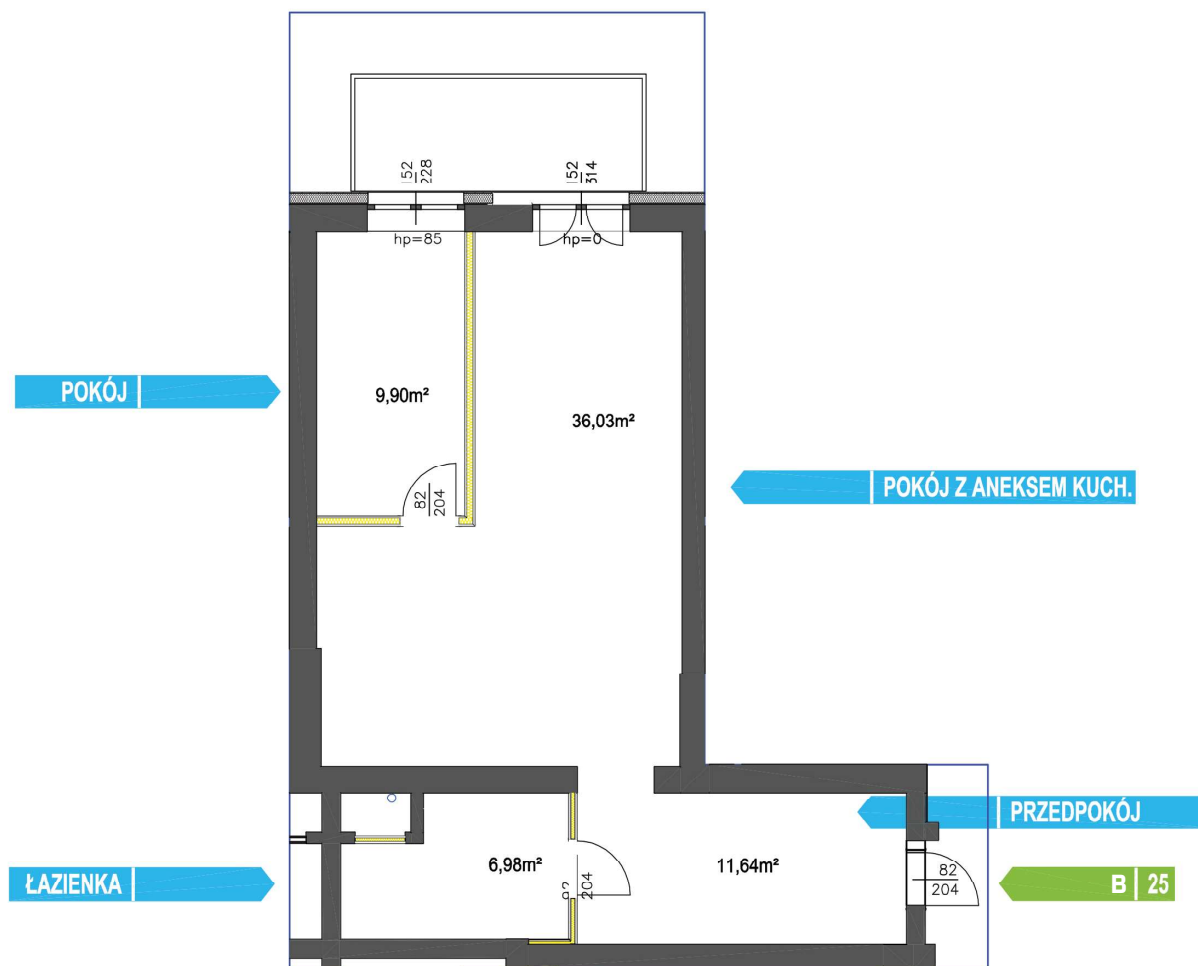 152
228
152
314
hp=85
hp=0
POKÓJ
9,90m²
36,03m²
82
204
POKÓJ Z ANEKSEM KUCH.
PRZEDPOKÓJ
ŁAZIENKA
6,98m²
92
204
11,64m²
82
204
B | 25